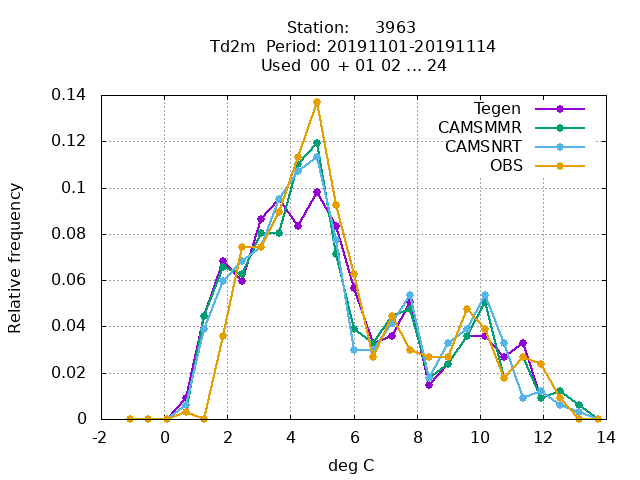 Station:     3963
Td2m  Period: 20191101-20191114
Used  00  + 01 02 ... 24
Tegen
CAMSMMR
CAMSNRT
OBS
0.14
0.12
0.1
0.08
0.06
0.04
0.02
0
Relative frequency
-2 0 2 4 6 8 10 12 14
deg C